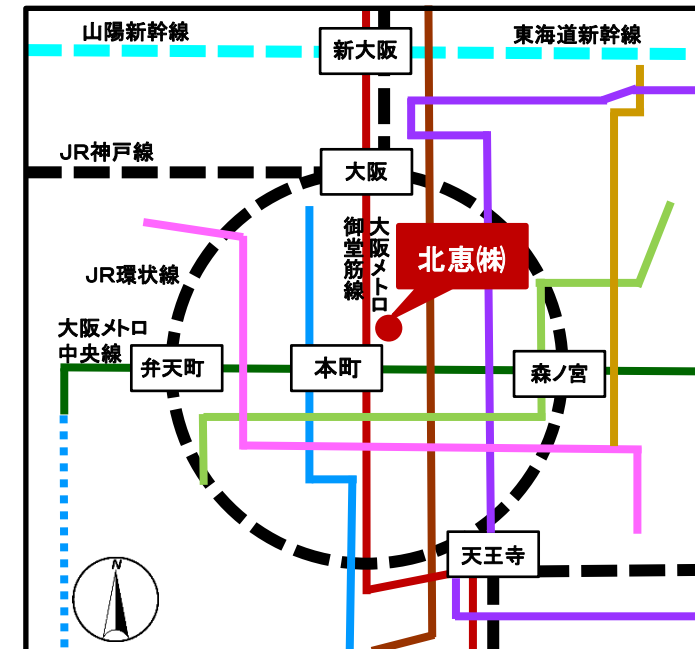 山陽新幹線
東海道新幹線
新大阪
JR神戸線
大阪
大阪メトロ
御堂筋線
北恵㈱
JR環状線
大阪メトロ
中央線
弁天町
本町
森ノ宮
天王寺
N